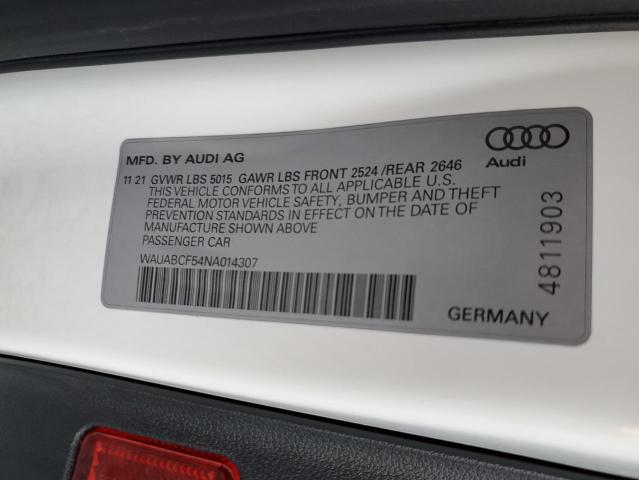 MFD. BY AUDI AG
11 21 GVWR LBS 5015 GAWR LBS FRONT 2524 /REAR 2646
THIS VEHICLE CONFORMS TO ALL APPLICABLE U.S.
FEDERAL MOTOR VEHICLE SAFETY, BUMPER AND THEFT
PREVENTION STANDARDS IN EFFECT ON THE DATE OF
MANUFACTURE SHOWN ABOVE
PASSENGER CAR
WAUABCF54NA014307
Audi
4811903
GERMANY